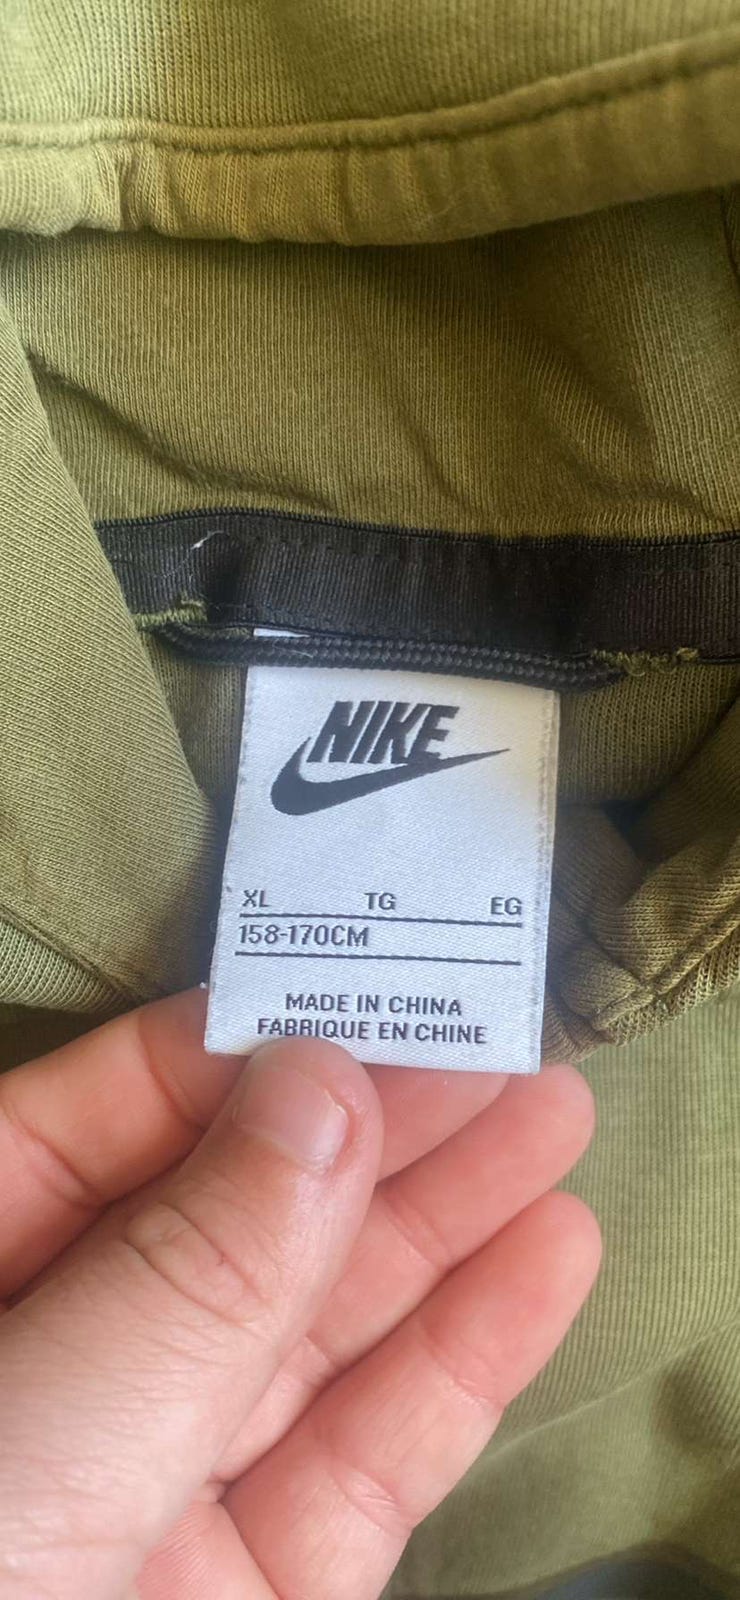 NIKE
XL TG EG
158-170CM
MADE IN CHINA
FABRIQUE EN CHINE